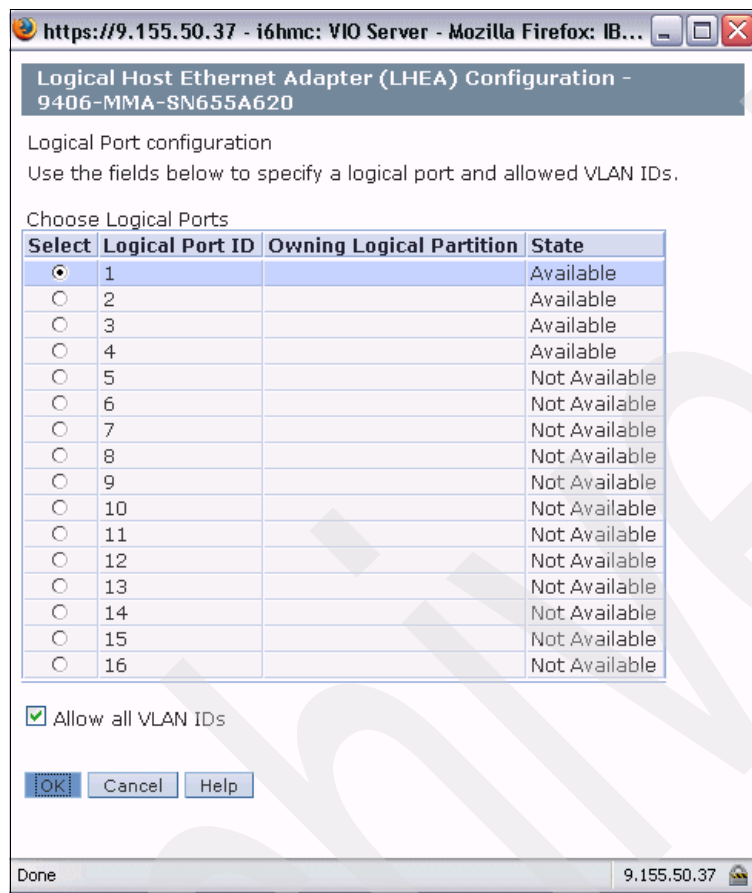 https://9.155.50.37 - i6hmc: VIO Server - Mozilla Firefox: IB...
Logical Host Ethernet Adapter (LHEA) Configuration -
9406-MMA-SN655A620
Logical Port configuration
Use the fields below to specify a logical port and allowed VLAN IDs.
Choose Logical Ports
Select Logical Port ID Owning Logical Partition State
1 Available
2 Available
3 Available
4 Available
5 Not Available
6 Not Available
7 Not Available
8 Not Available
9 Not Available
10 Not Available
11 Not Available
12 Not Available
13 Not Available
14 Not Available
15 Not Available
16 Not Available
Allow all VLAN IDs
OK Cancel Help
Done 9.155.50.37